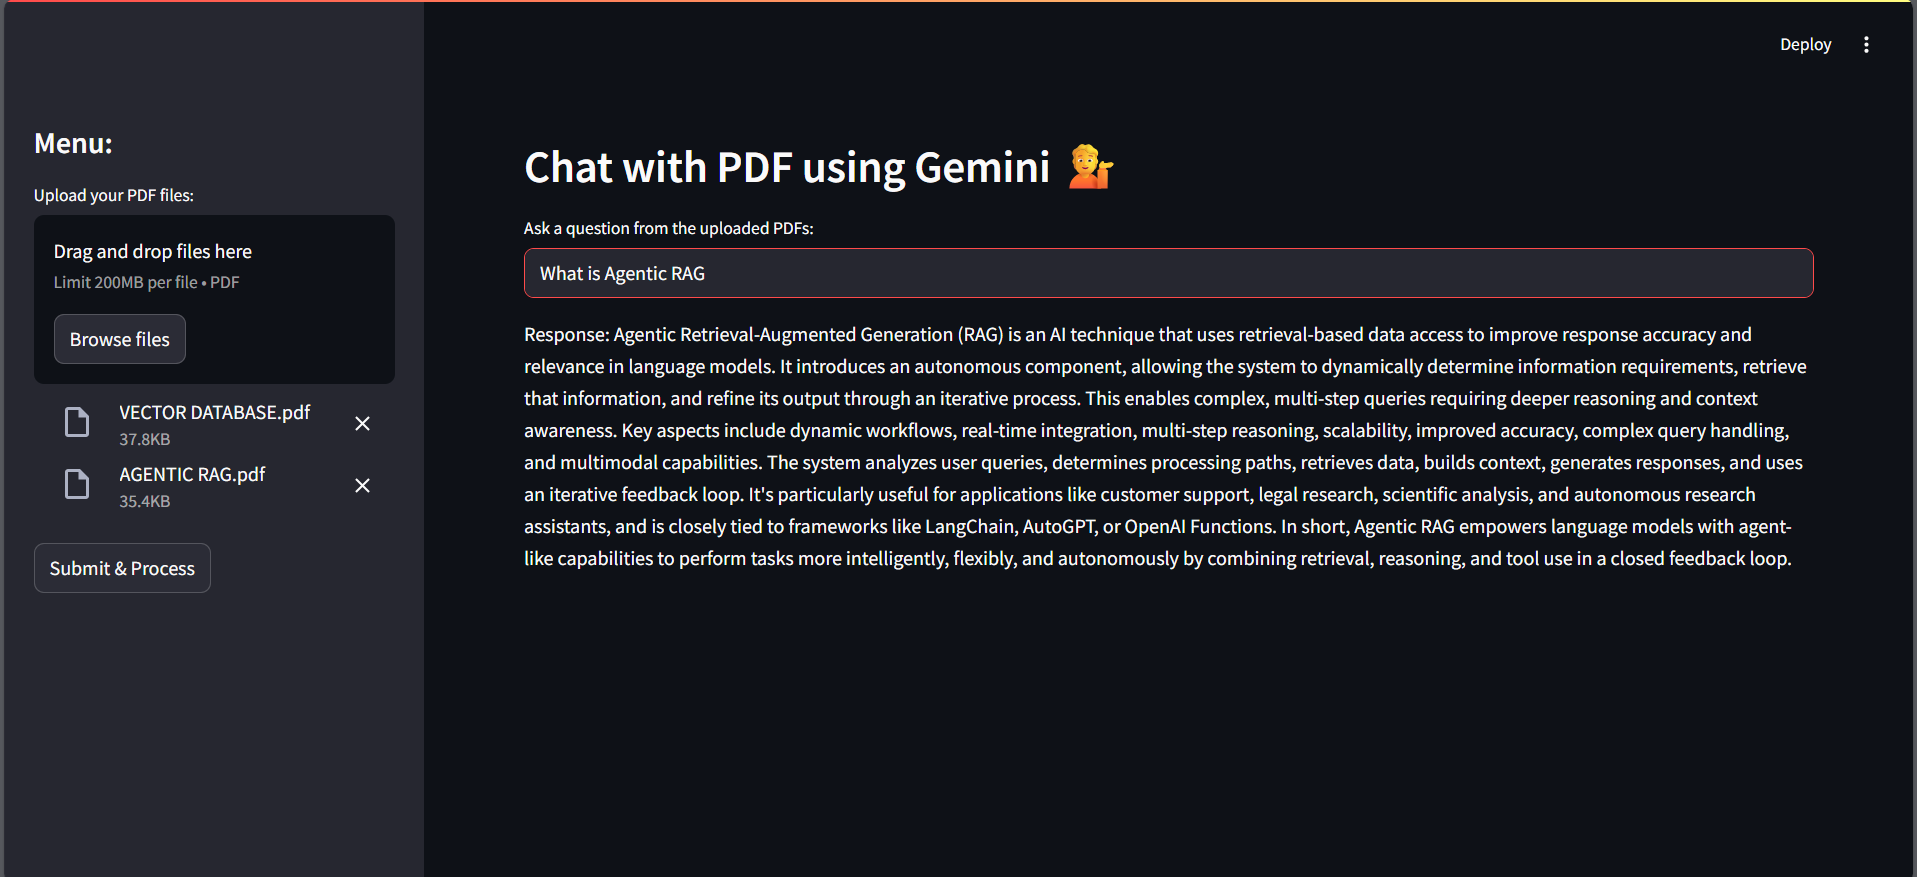 Deploy
Menu:
Upload your PDF files:
Drag and drop files here
Limit 200MB per file • PDF
Browse files
VECTOR DATABASE.pdf
37.8KB
AGENTIC RAG.pdf
35.4KB
Submit & Process
Chat with PDF using Gemini 💁
Ask a question from the uploaded PDFs:
What is Agentic RAG
Response: Agentic Retrieval-Augmented Generation (RAG) is an AI technique that uses retrieval-based data access to improve response accuracy and
relevance in language models. It introduces an autonomous component, allowing the system to dynamically determine information requirements, retrieve
that information, and refine its output through an iterative process. This enables complex, multi-step queries requiring deeper reasoning and context
awareness. Key aspects include dynamic workflows, real-time integration, multi-step reasoning, scalability, improved accuracy, complex query handling,
and multimodal capabilities. The system analyzes user queries, determines processing paths, retrieves data, builds context, generates responses, and uses
an iterative feedback loop. It's particularly useful for applications like customer support, legal research, scientific analysis, and autonomous research
assistants, and is closely tied to frameworks like LangChain, AutoGPT, or OpenAI Functions. In short, Agentic RAG empowers language models with agent-
like capabilities to perform tasks more intelligently, flexibly, and autonomously by combining retrieval, reasoning, and tool use in a closed feedback loop.